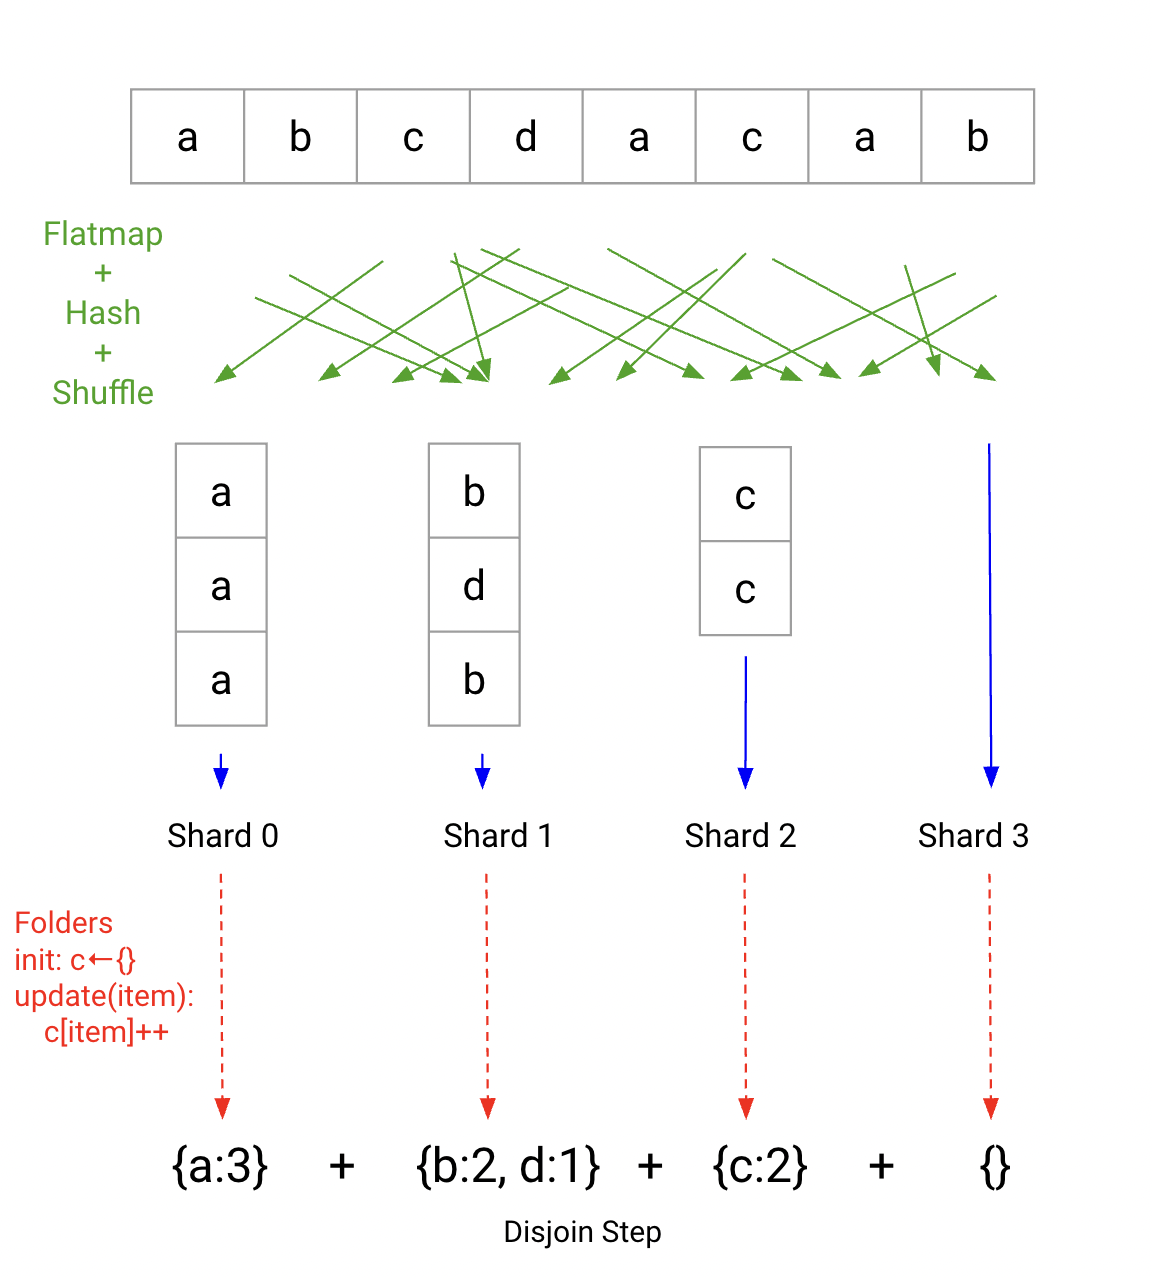 a b c d a c a b
Flatmap
+
Hash
+
Shuffle
a b c
a d c
a b
Shard 0 Shard 1 Shard 2 Shard 3
Folders
init: c←{}
update(item):
c[item]++
{a:3} + {b:2, d:1} + {c:2} + {}
Disjoin Step